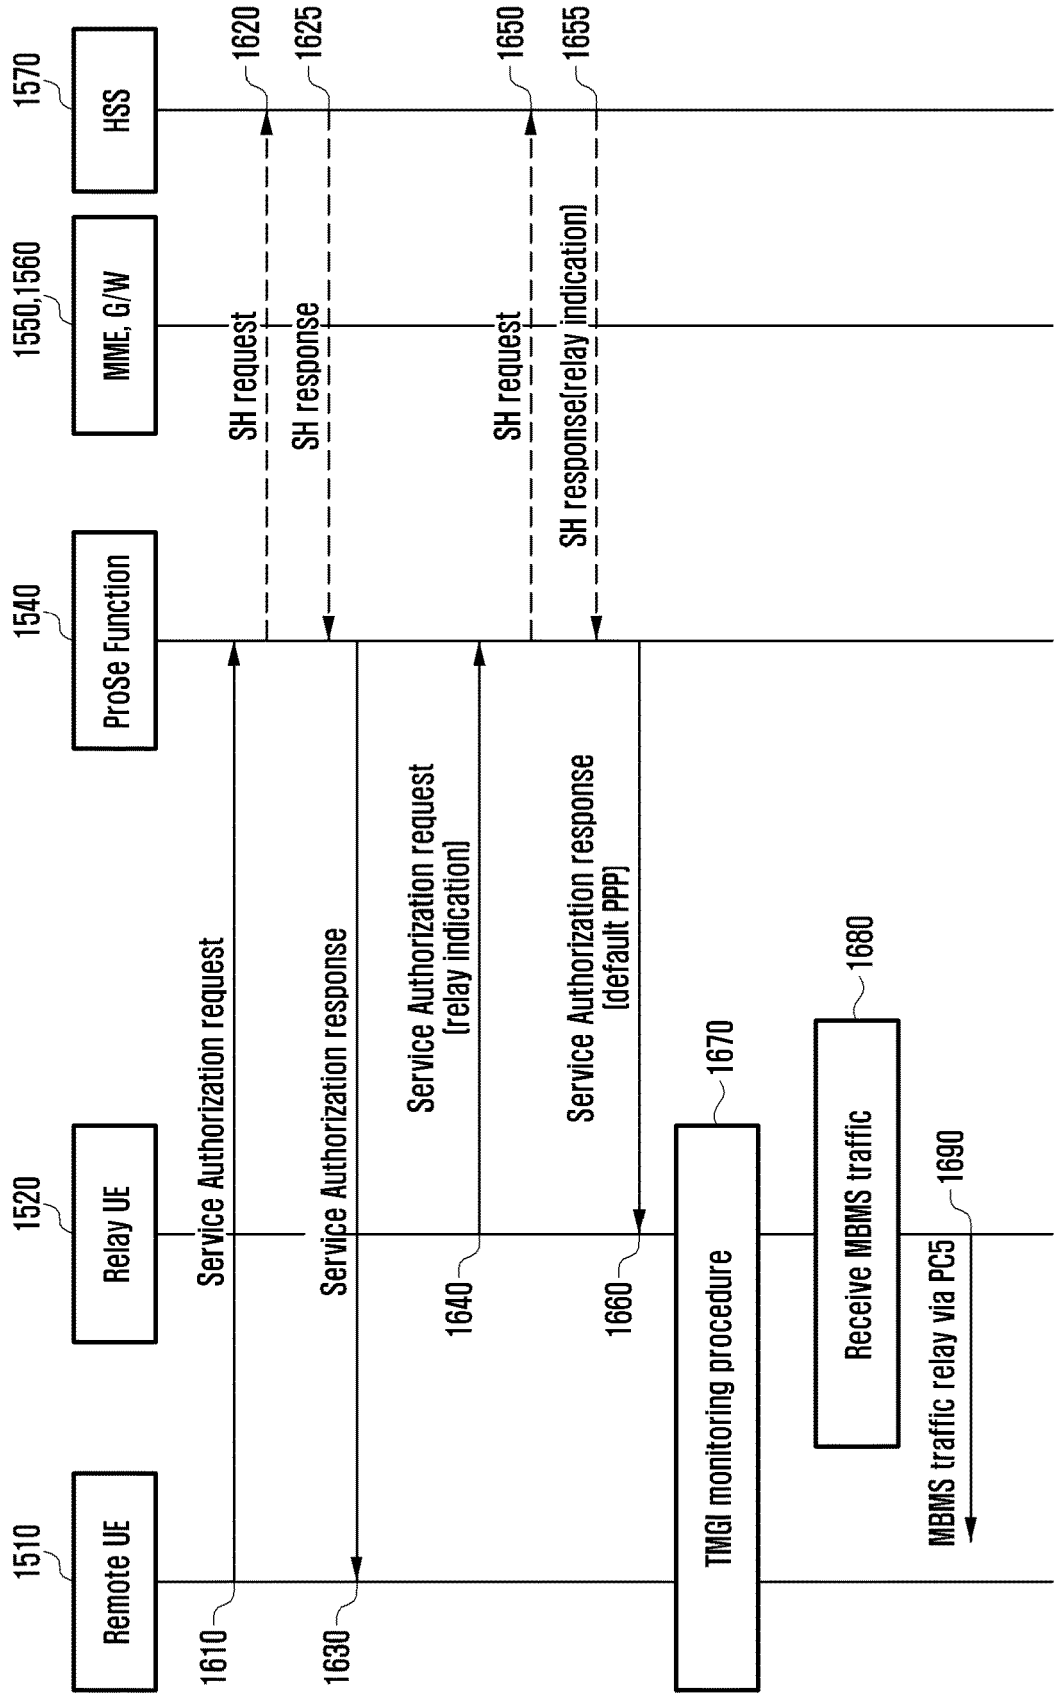 1510
Remote UE
1520
Relay UE
1540
ProSe Function
1550,1560
MME, G/W
1570
HSS
1610
Service Authorization request
SH request
1620
SH response
1625
1630
Service Authorization response
1640
Service Authorization request
(relay indication)
SH request
1650
SH response(relay indication)
1655
1660
Service Authorization response
(default PPP)
TMGI monitoring procedure
1670
Receive MBMS traffic
1680
MBMS traffic relay via PC5
1690